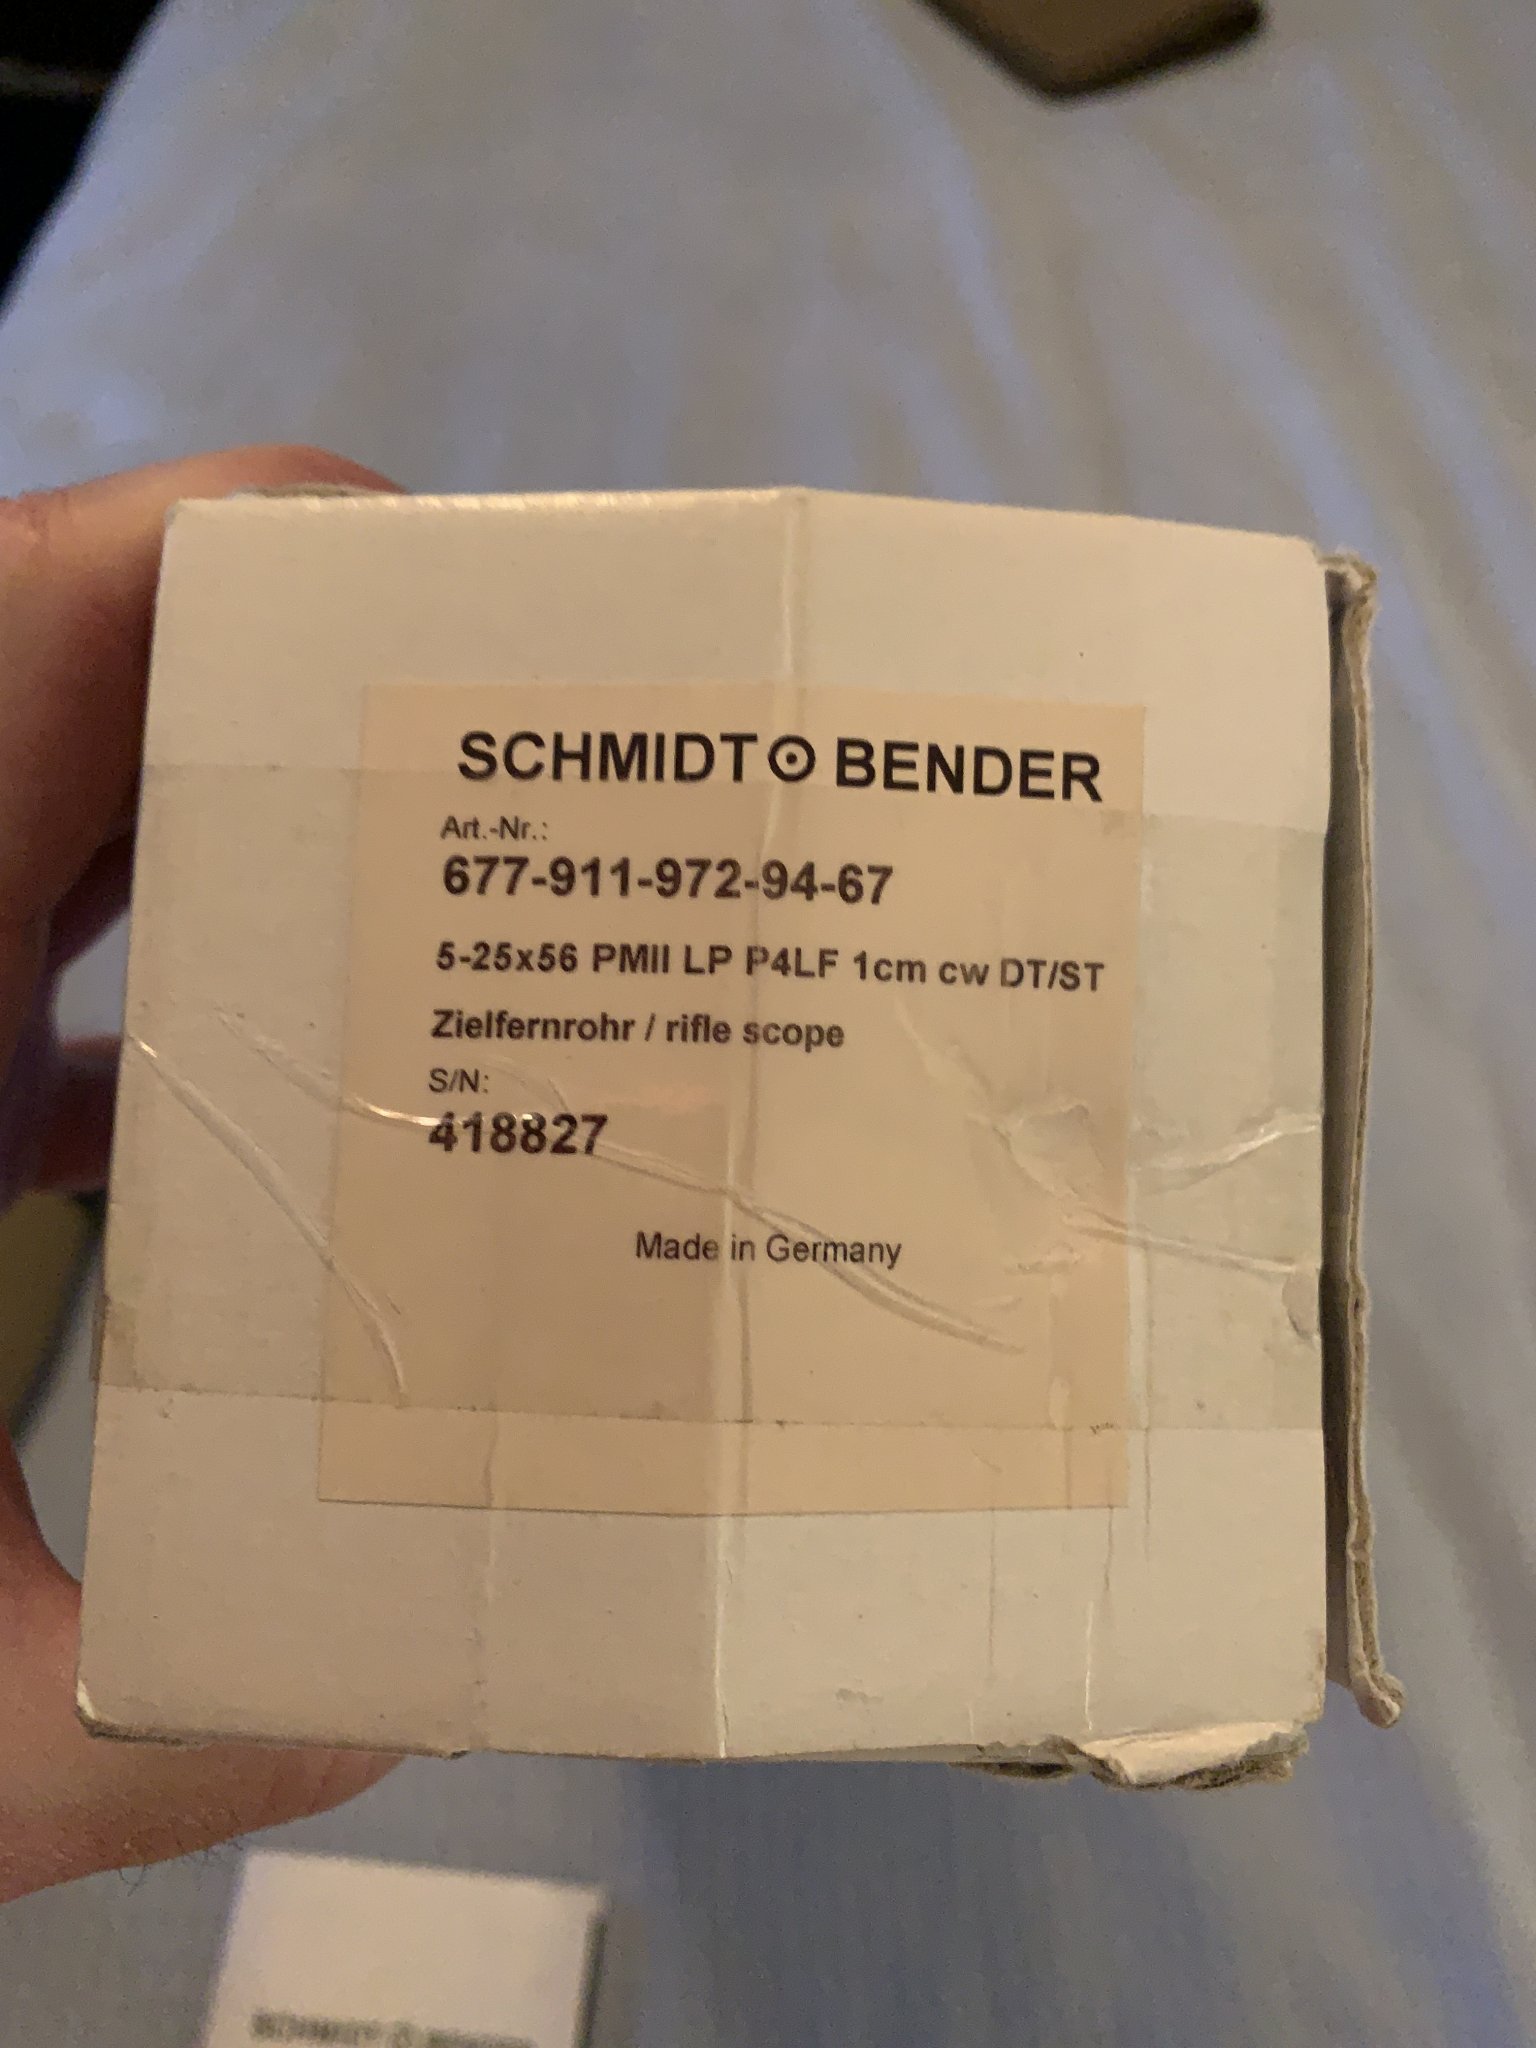 SCHMIDT BENDER
Art.-Nr.:
677-911-972-94-67
5-25x56 PMII LP P4LF 1cm cw DT/ST
Zielfernrohr / rifle scope
S/N:
418827
Made in Germany